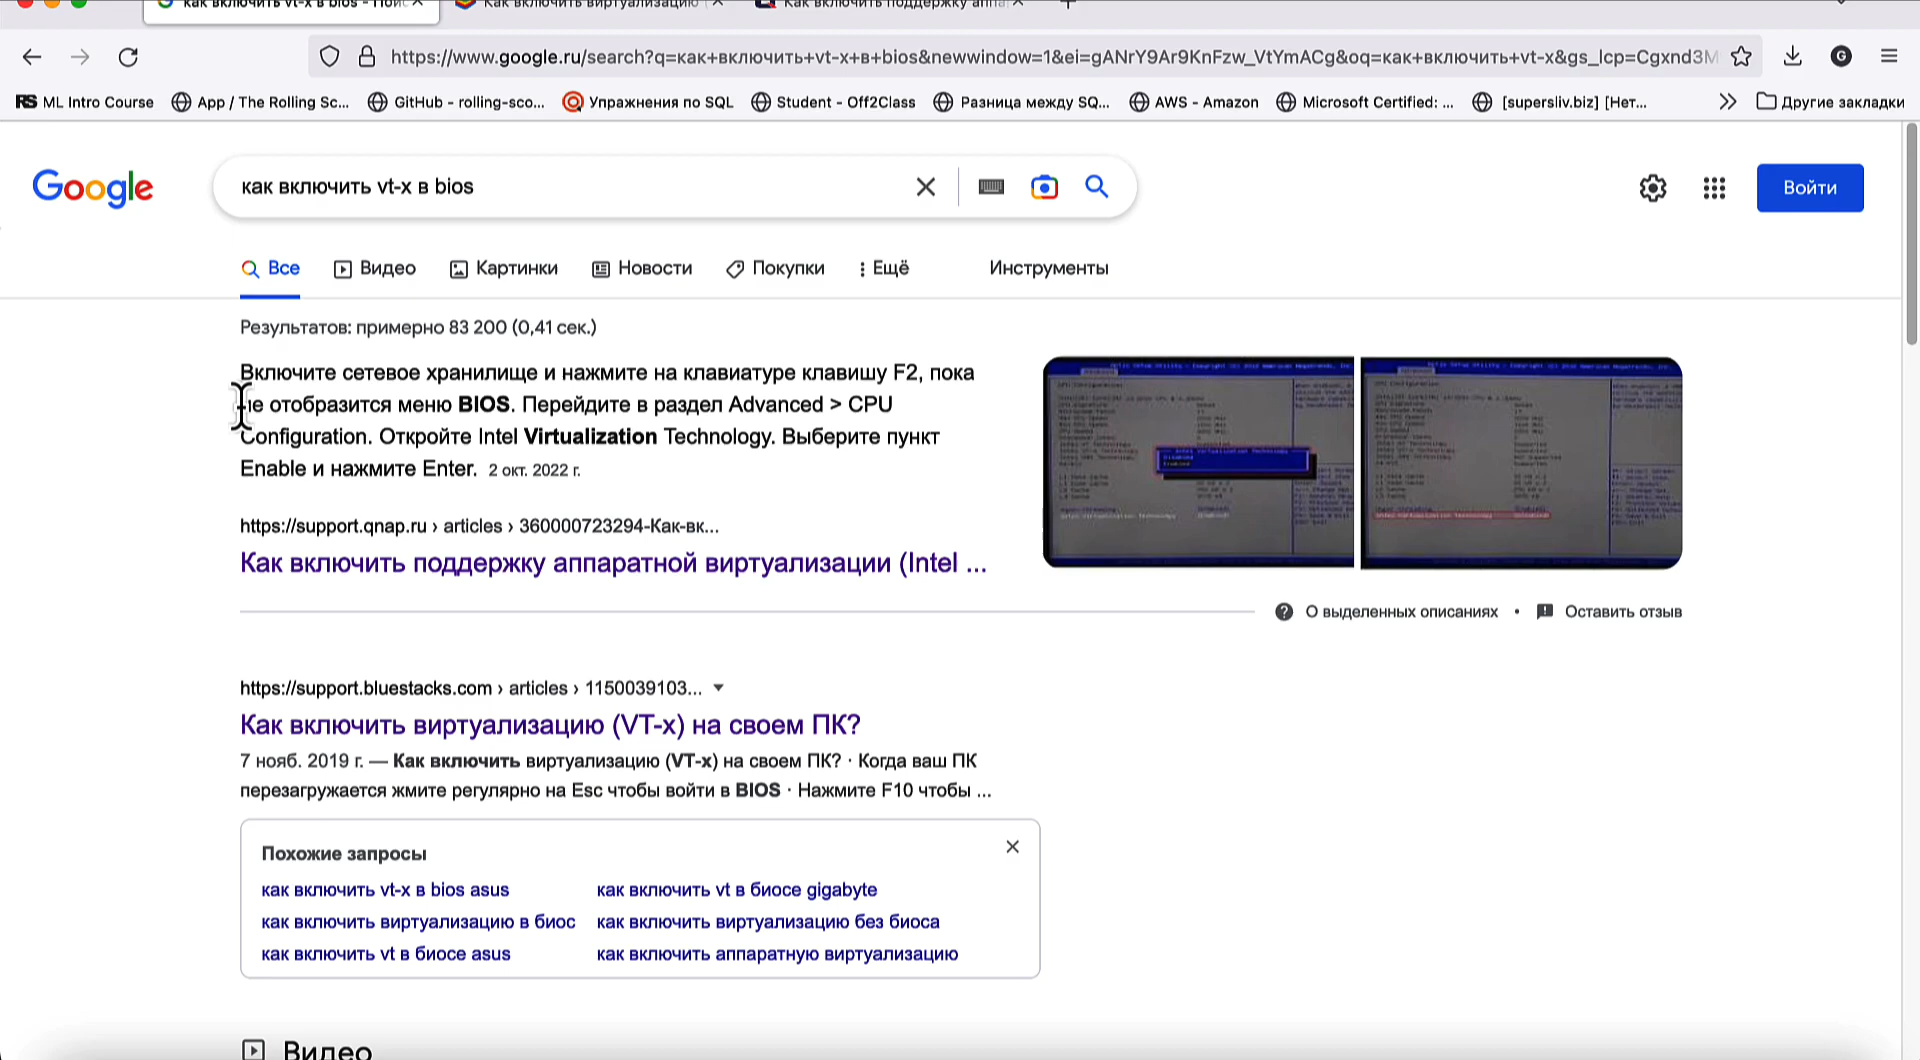 как включить vt-x в bios - Поис
Как включить виртуализацию (
Как включить поддержку аппа
https://www.google.ru/search?q=как+включить+vt-x+в+bios&newwindow=1&ei=gANrY9Ar9KnFzw_VtYmACg&oq=как+включить+vt-x&gs_lcp=Cgxnd3M
RS ML Intro Course
App / The Rolling Sc...
GitHub - rolling-sco...
Упражнения по SQL
Student - Off2Class
Разница между SQ...
AWS - Amazon
Microsoft Certified: ...
[supersliv.biz] [Нет...
Другие закладки
Google
как включить vt-x в bios
Войти
Все
Видео
Картинки
Новости
Покупки
Ещё
Инструменты
Результатов: примерно 83 200 (0,41 сек.)
Включите сетевое хранилище и нажмите на клавиатуре клавишу F2, пока
не отобразится меню BIOS. Перейдите в раздел Advanced > CPU
Configuration. Откройте Intel Virtualization Technology. Выберите пункт
Enable и нажмите Enter. 2 окт. 2022 г.
https://support.qnap.ru › articles › 360000723294-Как-вк...
Как включить поддержку аппаратной виртуализации (Intel ...
О выделенных описаниях • Оставить отзыв
https://support.bluestacks.com › articles › 1150039103...
Как включить виртуализацию (VT-x) на своем ПК?
7 нояб. 2019 г. — Как включить виртуализацию (VT-x) на своем ПК? · Когда ваш ПК
перезагружается жмите регулярно на Esc чтобы войти в BIOS · Нажмите F10 чтобы ...
Похожие запросы
как включить vt-x в bios asus
как включить vt в биосе gigabyte
как включить виртуализацию в биос
как включить виртуализацию без биоса
как включить vt в биосе asus
как включить аппаратную виртуализацию
Видео